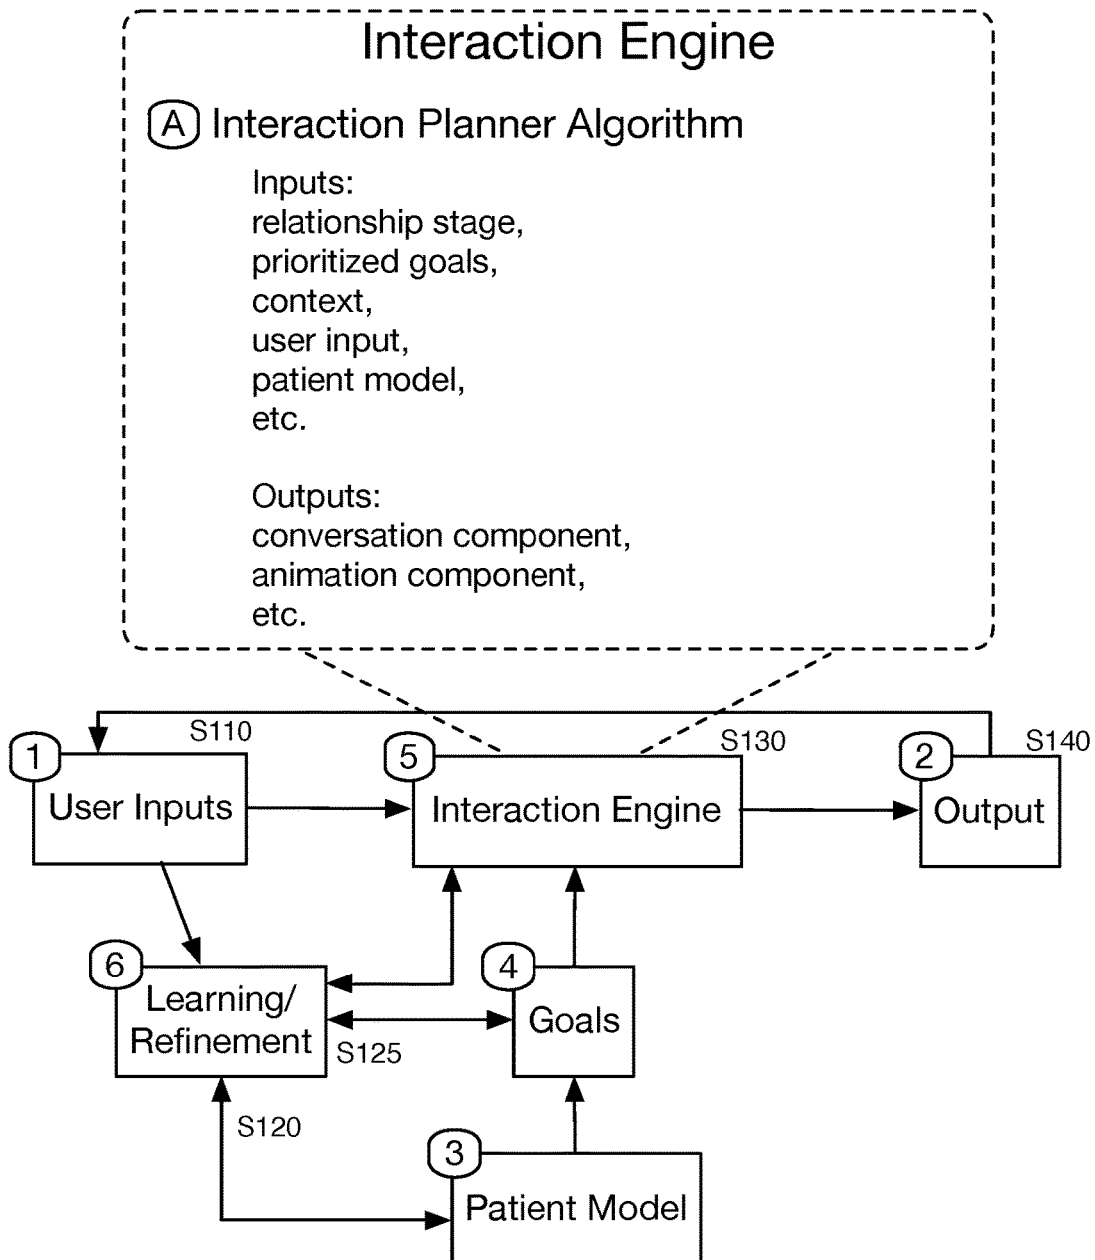 Interaction Engine
A Interaction Planner Algorithm
Inputs:
relationship stage,
prioritized goals,
context,
user input,
patient model,
etc.
Outputs:
conversation component,
animation component,
etc.
S110
S130
S140
1
User Inputs
5
Interaction Engine
2
Output
6
Learning/
Refinement
4
Goals
S125
S120
3
Patient Model